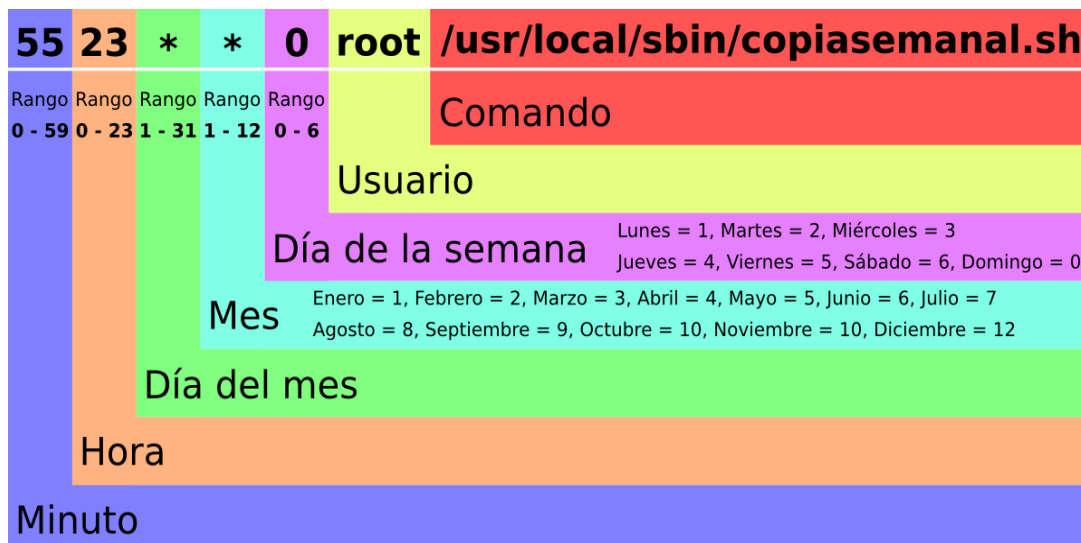 55 23 * * 0 root /usr/local/sbin/copiasemanal.sh
Rango Rango Rango Rango Rango
0 - 59 0 - 23 1 - 31 1 - 12 0 - 6
Comando
Usuario
Día de la semana
Lunes = 1, Martes = 2, Miércoles = 3
Jueves = 4, Viernes = 5, Sábado = 6, Domingo = 0
Mes
Enero = 1, Febrero = 2, Marzo = 3, Abril = 4, Mayo = 5, Junio = 6, Julio = 7
Agosto = 8, Septiembre = 9, Octubre = 10, Noviembre = 10, Diciembre = 12
Día del mes
Hora
Minuto